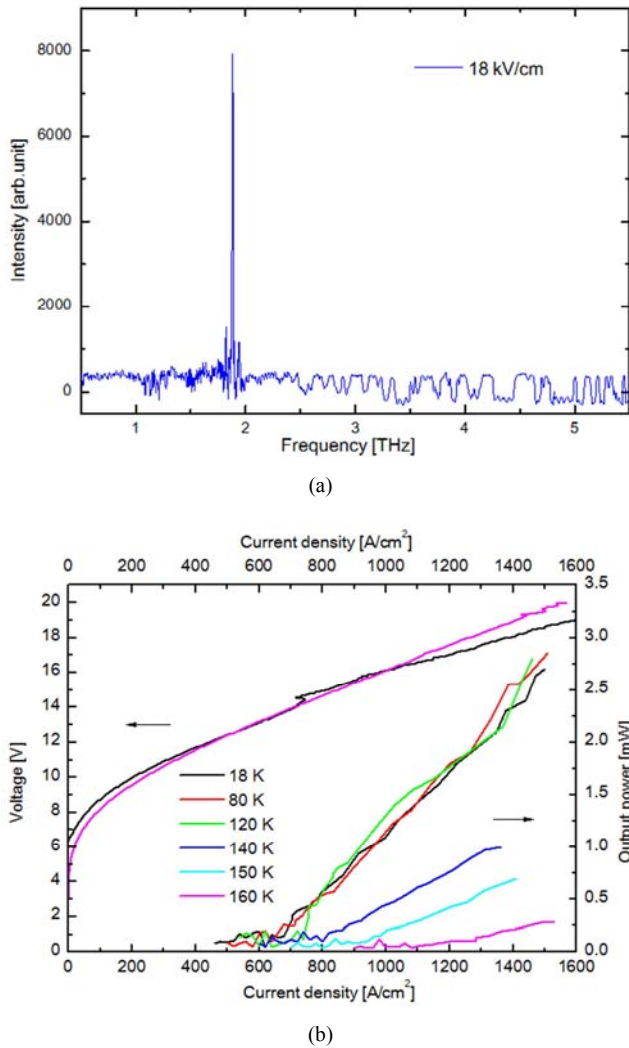 8000
18 kV/cm
6000
4000
2000
0
Intensity [arb.unit]
1 2 3 4 5
Frequency [THz]
(a)
Current density [A/cm²]
0 200 400 600 800 1000 1200 1400 1600
20
18
16
14
12
10
8
6
4
2
0
Voltage [V]
18 K
80 K
120 K
140 K
150 K
160 K
3.5
3.0
2.5
2.0
1.5
1.0
0.5
0.0
Output power [mW]
0 200 400 600 800 1000 1200 1400 1600
Current density [A/cm²]
(b)